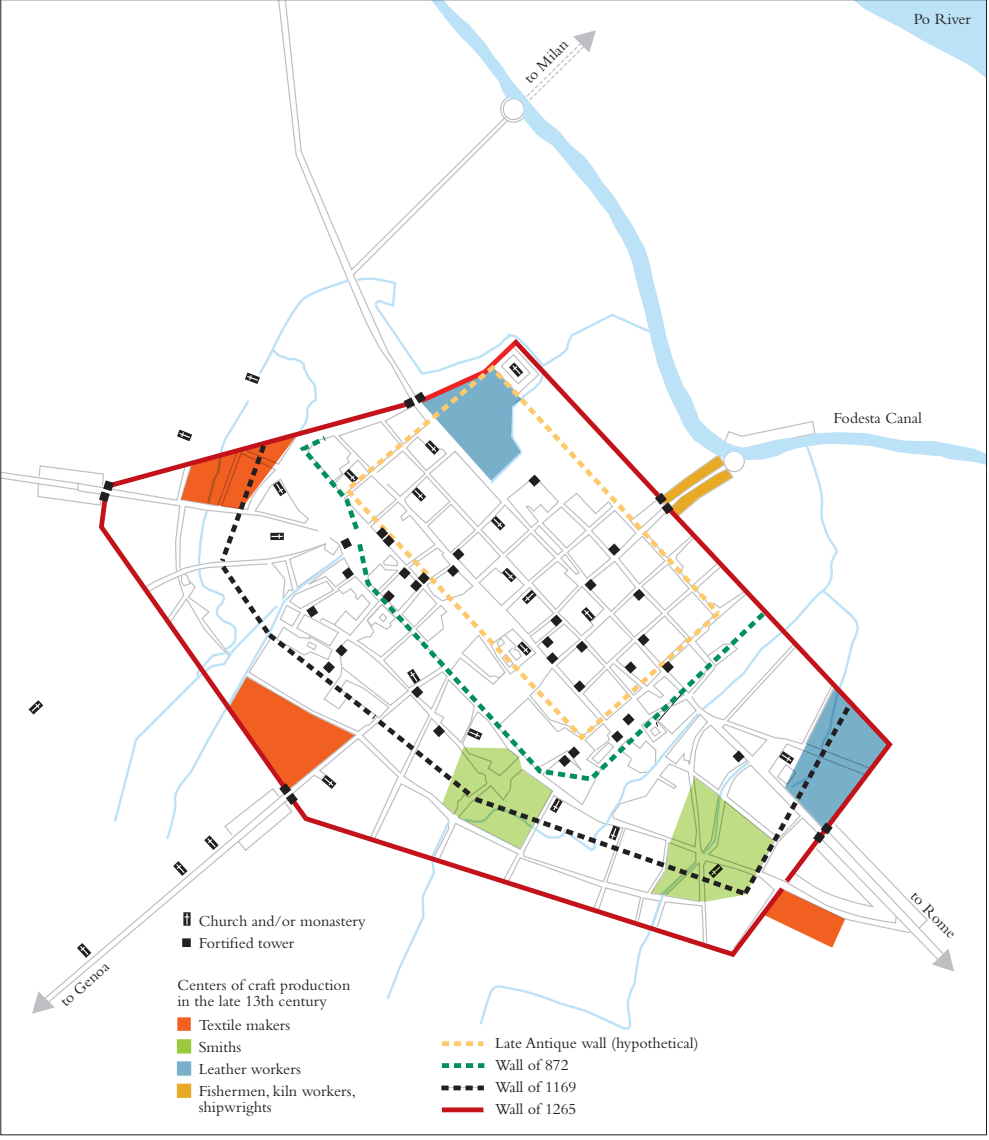 Po River
to Milan
Fodesta Canal
to Rome
to Genoa
Church and/or monastery
Fortified tower
Centers of craft production
in the late 13th century
Textile makers
Smiths
Leather workers
Fishermen, kiln workers,
shipwrights
Late Antique wall (hypothetical)
Wall of 872
Wall of 1169
Wall of 1265